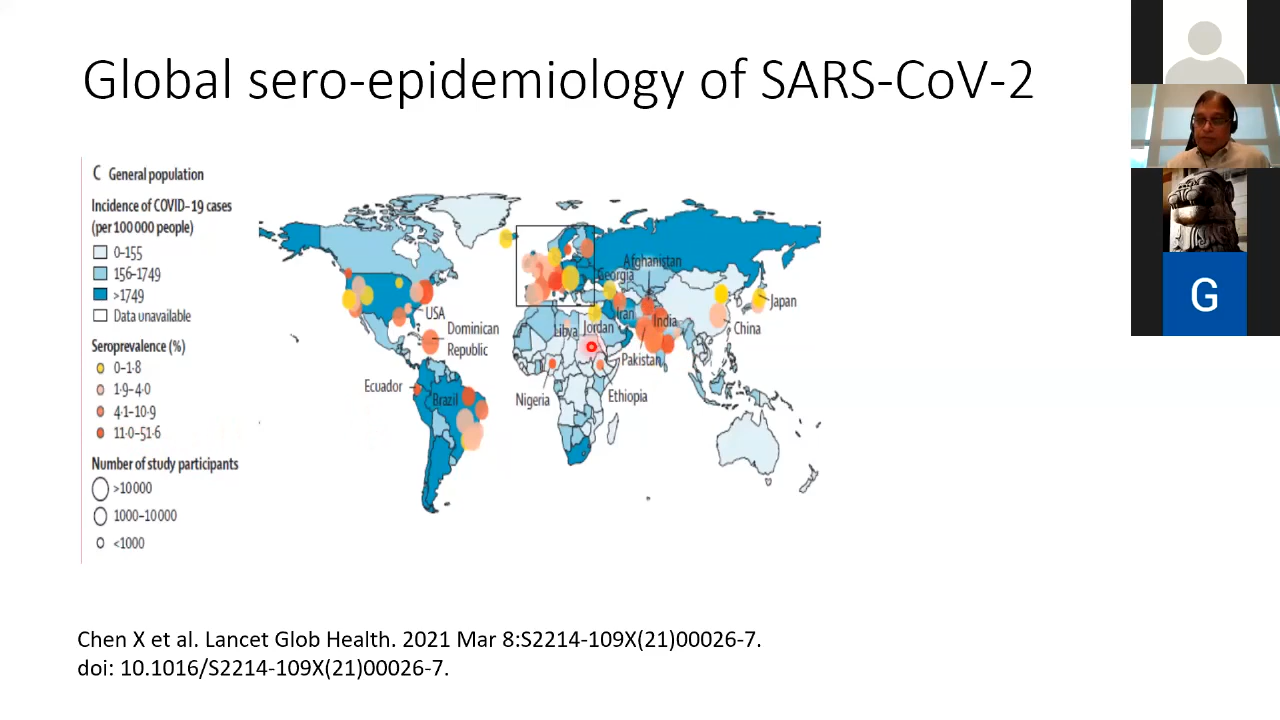 Global sero-epidemiology of SARS-CoV-2
C General population
Incidence of COVID-19 cases
(per 100 000 people)
0–155
156–1749
>1749
Data unavailable
Seroprevalence (%)
0–1·8
1·9–4·0
4·1–10·9
11·0–51·6
Number of study participants
>10 000
1000–10 000
<1000
USA
Dominican
Republic
Ecuador
Brazil
Nigeria
Ethiopia
Libya
Jordan
Georgia
Afghanistan
Iran
India
Pakistan
China
Japan
Chen X et al. Lancet Glob Health. 2021 Mar 8:S2214-109X(21)00026-7.
doi: 10.1016/S2214-109X(21)00026-7.
G